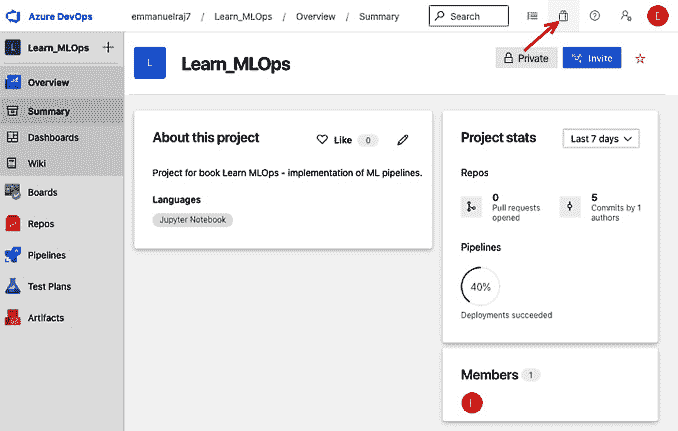 Azure DevOps
emmanuelraj7 / Learn_MLOps / Overview / Summary
Search
E
L
Learn_MLOps
Overview
Summary
Dashboards
Wiki
Boards
Repos
Pipelines
Test Plans
Artifacts
L
Learn_MLOps
Private
Invite
About this project
Like 0
Project for book Learn MLOps - implementation of ML pipelines.
Languages
Jupyter Notebook
Project stats
Last 7 days
Repos
0
Pull requests
opened
5
Commits by 1
authors
Pipelines
40%
Deployments succeeded
Members 1